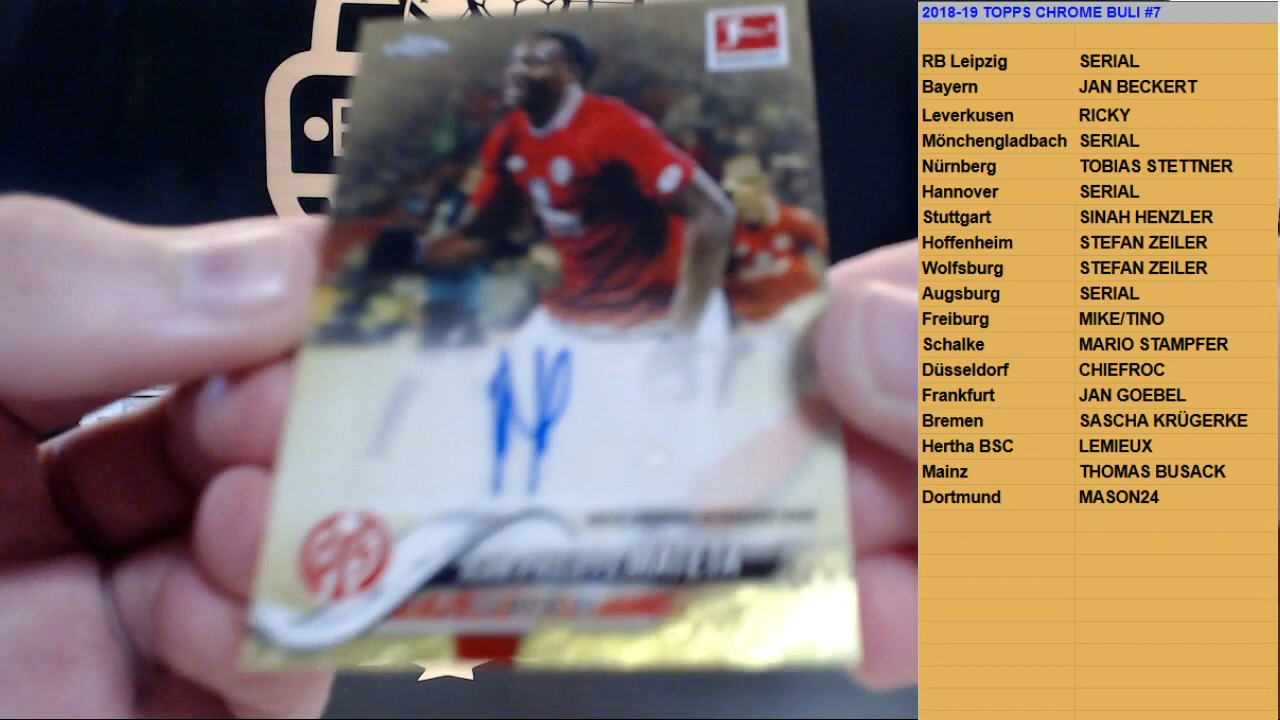 2018-19 TOPPS CHROME BULI #7
RB Leipzig SERIAL
Bayern JAN BECKERT
Leverkusen RICKY
Mönchengladbach SERIAL
Nürnberg TOBIAS STETTNER
Hannover SERIAL
Stuttgart SINAH HENZLER
Hoffenheim STEFAN ZEILER
Wolfsburg STEFAN ZEILER
Augsburg SERIAL
Freiburg MIKE/TINO
Schalke MARIO STAMPFER
Düsseldorf CHIEFROC
Frankfurt JAN GOEBEL
Bremen SASCHA KRÜGERKE
Hertha BSC LEMIEUX
Mainz THOMAS BUSACK
Dortmund MASON24